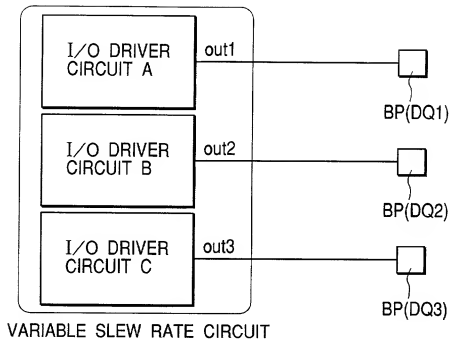 I/O DRIVER
CIRCUIT A
out1
BP(DQ1)
I/O DRIVER
CIRCUIT B
out2
BP(DQ2)
I/O DRIVER
CIRCUIT C
out3
BP(DQ3)
VARIABLE SLEW RATE CIRCUIT